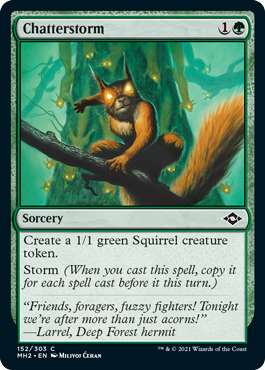 Chatterstorm 1
Sorcery
Create a 1/1 green Squirrel creature
token.
Storm (When you cast this spell, copy it
for each spell cast before it this turn.)
“Friends, foragers, fuzzy fighters! Tonight
we’re after more than just acorns!”
—Larrel, Deep Forest hermit
152/303 C
MH2 • EN Milivoj Ćeran
™ & © 2021 Wizards of the Coast